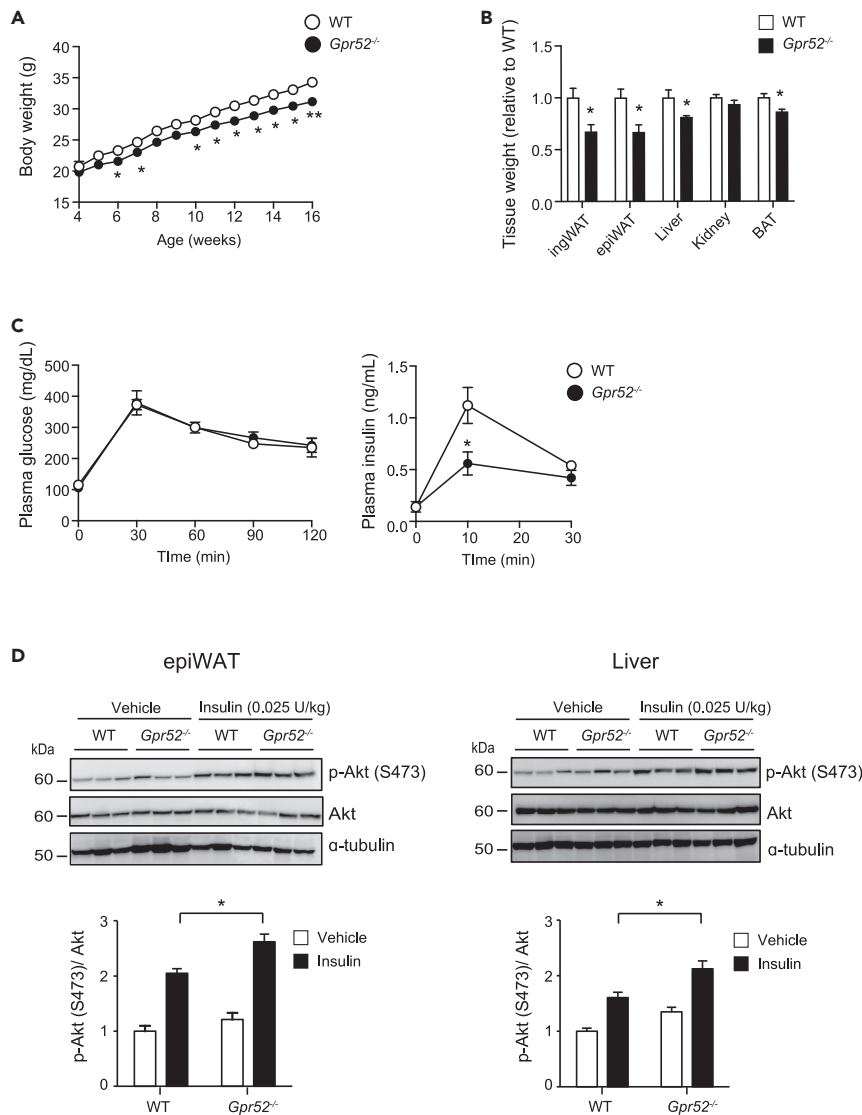 A
WT
Gpr52-/-
Body weight (g)
40
35
30
25
20
15
* * * * * * * * **
4 6 8 10 12 14 16
Age (weeks)
B
WT
Gpr52-/-
Tissue weight (relative to WT)
1.5
1.0
0.5
0.0
* * * *
ingWAT epiWAT Liver Kidney BAT
C
Plasma glucose (mg/dL)
500
400
300
200
100
0
0 30 60 90 120
TIme (min)
Plasma insulin (ng/mL)
1.5
1.0
0.5
0.0
*
0 10 20 30
TIme (min)
WT
Gpr52-/-
D
epiWAT
Vehicle Insulin (0.025 U/kg)
WT Gpr52-/- WT Gpr52-/-
kDa
60 p-Akt (S473)
60 Akt
50 α-tubulin
p-Akt (S473)/ Akt
3
2
1
0
*
Vehicle
Insulin
WT Gpr52-/-
Liver
Vehicle Insulin (0.025 U/kg)
WT Gpr52-/- WT Gpr52-/-
kDa
60 p-Akt (S473)
60 Akt
50 α-tubulin
p-Akt (S473)/ Akt
3
2
1
0
*
Vehicle
Insulin
WT Gpr52-/-